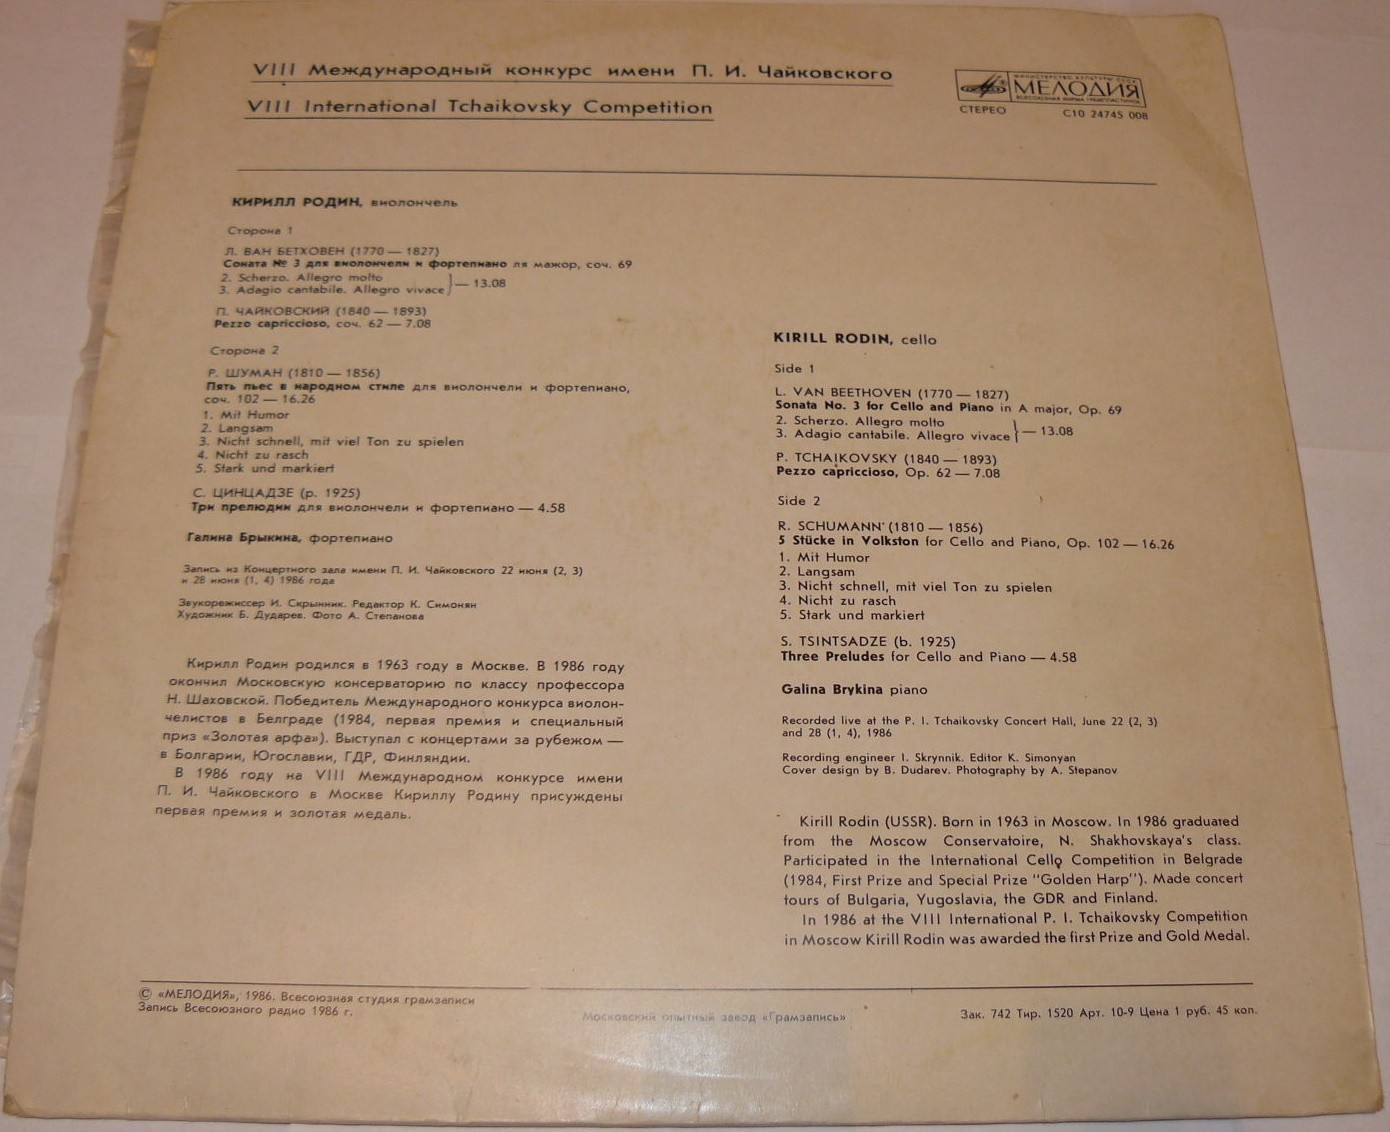 VIII Международный конкурс имени П. И. Чайковского
VIII International Tchaikovsky Competition
МИНИСТЕРСТВО КУЛЬТУРЫ СССР
МЕЛОДИЯ
ВСЕСОЮЗНАЯ ФИРМА ГРАМПЛАСТИНОК
СТЕРЕО С10 24745 008
КИРИЛЛ РОДИН, виолончель
Сторона 1
Л. ВАН БЕТХОВЕН (1770 — 1827)
Соната № 3 для виолончели и фортепиано ля мажор, соч. 69
2. Scherzo. Allegro molto
3. Adagio cantabile. Allegro vivace } — 13.08
П. ЧАЙКОВСКИЙ (1840 — 1893)
Pezzo capriccioso, соч. 62 — 7.08
Сторона 2
Р. ШУМАН (1810 — 1856)
Пять пьес в народном стиле для виолончели и фортепиано,
соч. 102 — 16.26
1. Mit Humor
2. Langsam
3. Nicht schnell, mit viel Ton zu spielen
4. Nicht zu rasch
5. Stark und markiert
С. ЦИНЦАДЗЕ (р. 1925)
Три прелюдии для виолончели и фортепиано — 4.58
Галина Брыкина, фортепиано
Запись из Концертного зала имени П. И. Чайковского 22 июня (2, 3)
и 28 июня (1, 4) 1986 года
Звукорежиссер И. Скрынник. Редактор К. Симонян
Художник Б. Дударев. Фото А. Степанова
Кирилл Родин родился в 1963 году в Москве. В 1986 году
окончил Московскую консерваторию по классу профессора
Н. Шаховской. Победитель Международного конкурса виолон-
челистов в Белграде (1984, первая премия и специальный
приз «Золотая арфа»). Выступал с концертами за рубежом —
в Болгарии, Югославии, ГДР, Финляндии.
В 1986 году на VIII Международном конкурсе имени
П. И. Чайковского в Москве Кириллу Родину присуждены
первая премия и золотая медаль.
KIRILL RODIN, cello
Side 1
L. VAN BEETHOVEN (1770 — 1827)
Sonata No. 3 for Cello and Piano in A major, Op. 69
2. Scherzo. Allegro molto
3. Adagio cantabile. Allegro vivace } — 13.08
P. TCHAIKOVSKY (1840 — 1893)
Pezzo capriccioso, Op. 62 — 7.08
Side 2
R. SCHUMANN (1810 — 1856)
5 Stücke in Volkston for Cello and Piano, Op. 102 — 16.26
1. Mit Humor
2. Langsam
3. Nicht schnell, mit viel Ton zu spielen
4. Nicht zu rasch
5. Stark und markiert
S. TSINTSADZE (b. 1925)
Three Preludes for Cello and Piano — 4.58
Galina Brykina piano
Recorded live at the P. I. Tchaikovsky Concert Hall, June 22 (2, 3)
and 28 (1, 4), 1986
Recording engineer I. Skrynnik. Editor K. Simonyan
Cover design by B. Dudarev. Photography by A. Stepanov
Kirill Rodin (USSR). Born in 1963 in Moscow. In 1986 graduated
from the Moscow Conservatoire, N. Shakhovskaya's class.
Participated in the International Cello Competition in Belgrade
(1984, First Prize and Special Prize "Golden Harp"). Made concert
tours of Bulgaria, Yugoslavia, the GDR and Finland.
In 1986 at the VIII International P. I. Tchaikovsky Competition
in Moscow Kirill Rodin was awarded the first Prize and Gold Medal.
© «МЕЛОДИЯ», 1986. Всесоюзная студия грамзаписи
Запись Всесоюзного радио 1986 г.
Московский опытный завод «Грамзапись»
Зак. 742 Тир. 1520 Арт. 10-9 Цена 1 руб. 45 коп.